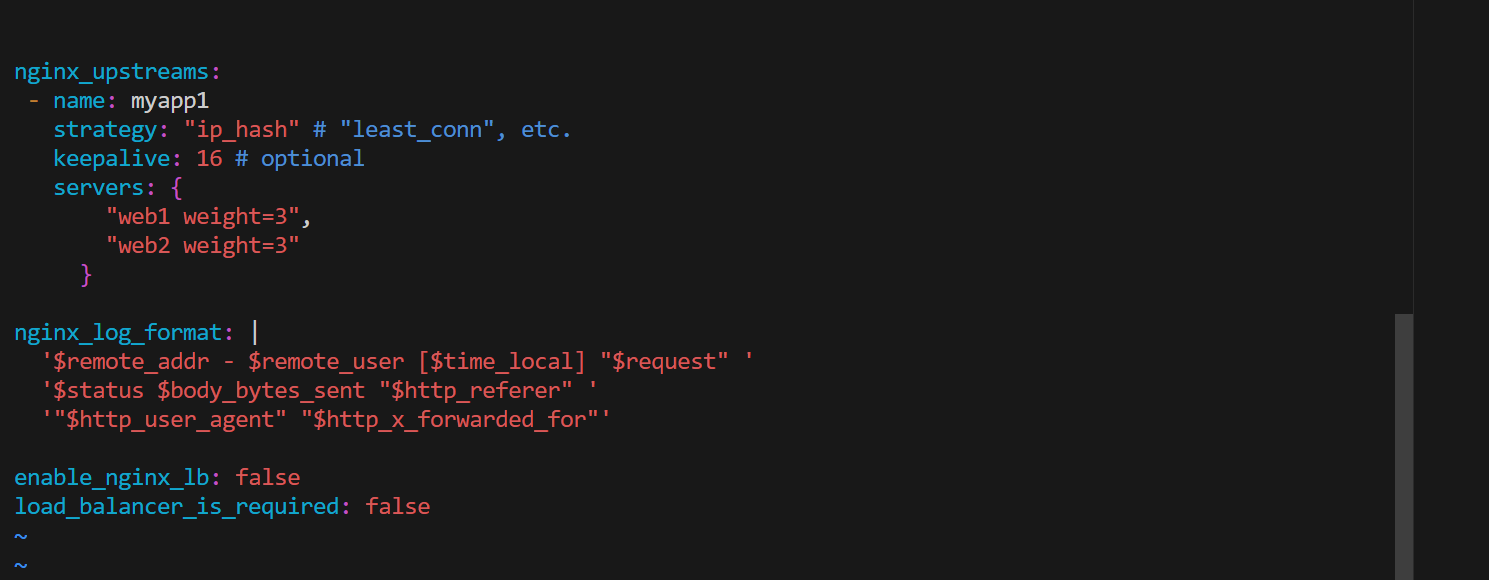 nginx_upstreams:
 - name: myapp1
   strategy: "ip_hash" # "least_conn", etc.
   keepalive: 16 # optional
   servers: {
       "web1 weight=3",
       "web2 weight=3"
     }
nginx_log_format: |
  '$remote_addr - $remote_user [$time_local] "$request" '
  '$status $body_bytes_sent "$http_referer" '
  '"$http_user_agent" "$http_x_forwarded_for"'
enable_nginx_lb: false
load_balancer_is_required: false
~
~